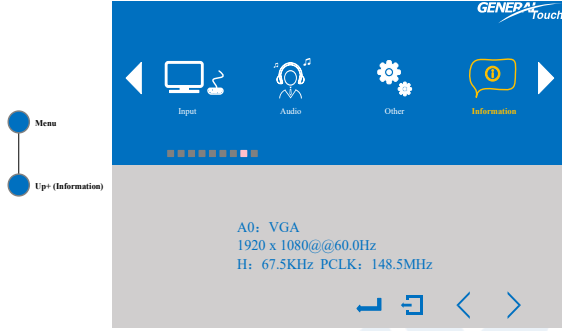 GENERAL
Touch
Input
Audio
Other
Information
Menu
Up+ (Information)
A0：VGA
1920 x 1080@@60.0Hz
H：67.5KHz PCLK：148.5MHz